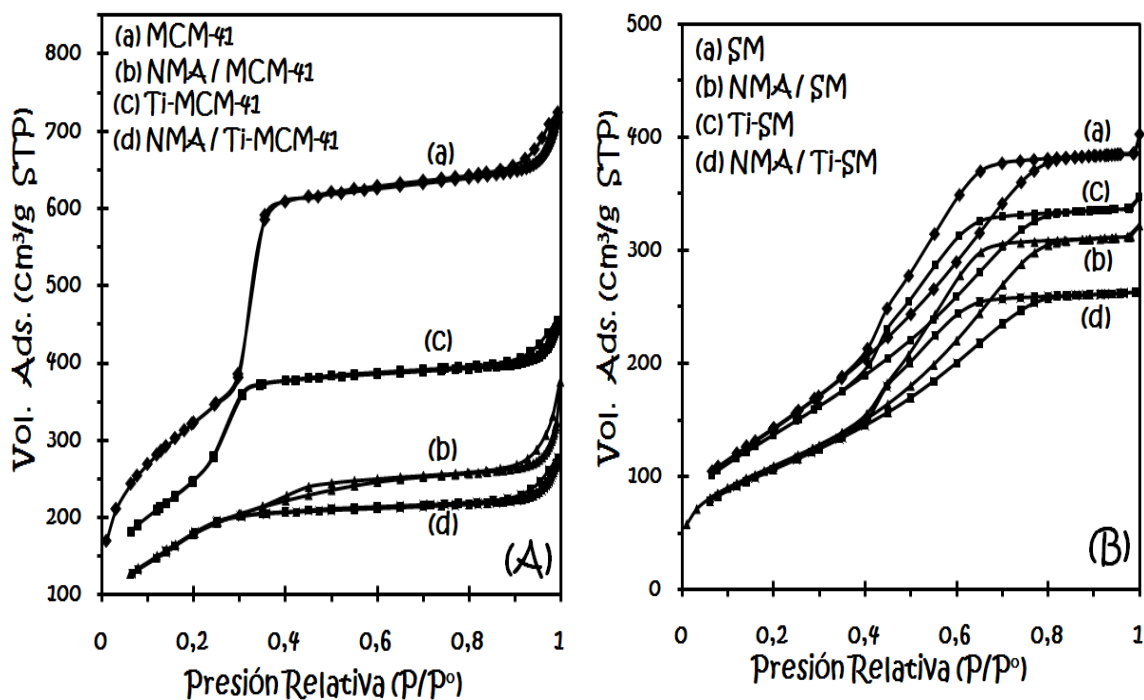 (a) MCM-41
(b) NMA / MCM-41
(c) Ti-MCM-41
(d) NMA / Ti-MCM-41
800
700
600
500
400
300
200
100
Vol. Ads. (cm³/g STP)
(a)
(c)
(b)
(d)
(A)
0
0,2
0,4
0,6
0,8
1
Presión Relativa (P/Pº)
(a) SM
(b) NMA / SM
(c) Ti-SM
(d) NMA / Ti-SM
500
400
300
200
100
0
Vol. Ads. (cm³/g STP)
(a)
(c)
(b)
(d)
(B)
0
0,2
0,4
0,6
0,8
1
Presión Relativa (P/Pº)